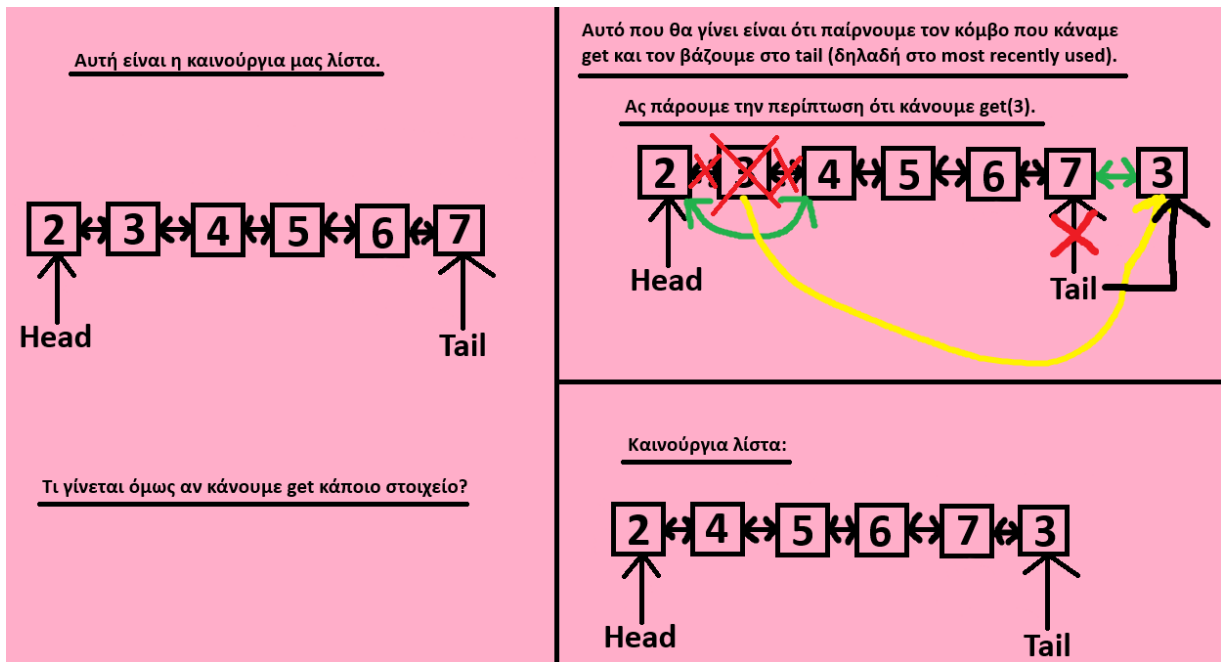 Αυτή είναι η καινούργια μας λίστα.
2 3 4 5 6 7
Head
Tail
Τι γίνεται όμως αν κάνουμε get κάποιο στοιχείο?
Αυτό που θα γίνει είναι ότι παίρνουμε τον κόμβο που κάναμε
get και τον βάζουμε στο tail (δηλαδή στο most recently used).
Ας πάρουμε την περίπτωση ότι κάνουμε get(3).
2 3 4 5 6 7 3
Head
Tail
Καινούργια λίστα:
2 4 5 6 7 3
Head
Tail